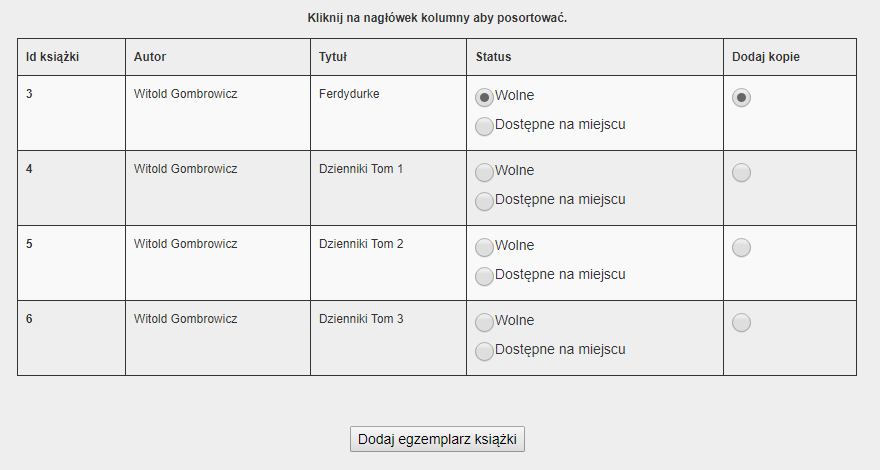 Kliknij na nagłówek kolumny aby posortować.
Id książki Autor Tytuł Status Dodaj kopie
3 Witold Gombrowicz Ferdydurke Wolne
Dostępne na miejscu
4 Witold Gombrowicz Dzienniki Tom 1 Wolne
Dostępne na miejscu
5 Witold Gombrowicz Dzienniki Tom 2 Wolne
Dostępne na miejscu
6 Witold Gombrowicz Dzienniki Tom 3 Wolne
Dostępne na miejscu
Dodaj egzemplarz książki